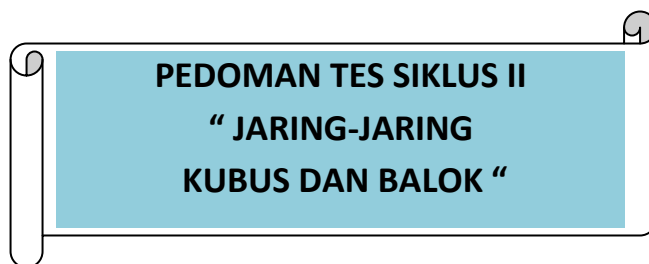 PEDOMAN TES SIKLUS II
“ JARING-JARING
KUBUS DAN BALOK “